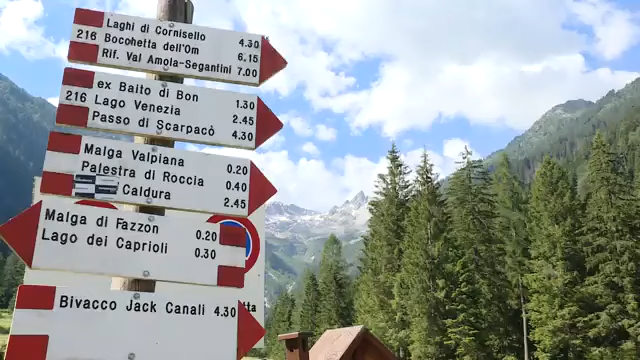 Laghi di Cornisello 4.30
216 Bocchetta dell'Om 6.15
Rif. Val Amola-Segantini 7.00
ex Baito di Bon 1.30
216 Lago Venezia 2.45
Passo di Scarpacò 4.30
Malga Valpiana 0.20
Palestra di Roccia 0.40
Caldura 2.45
Malga di Fazzon 0.20
Lago dei Caprioli 0.30
Bivacco Jack Canali 4.30